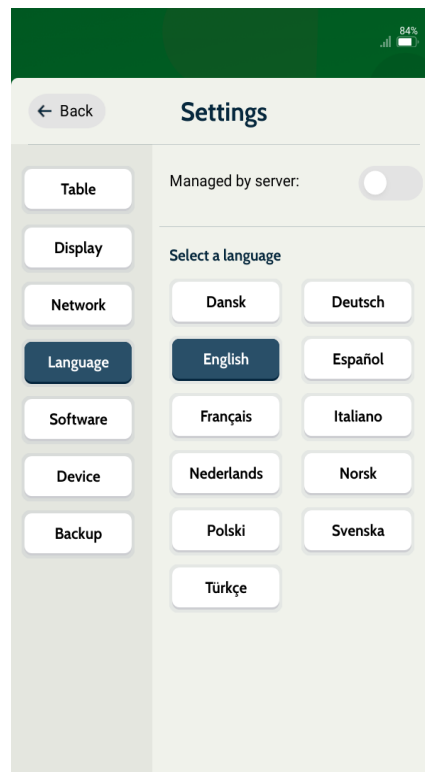 84%
← Back
Settings
Table
Display
Network
Language
Software
Device
Backup
Managed by server:
Select a language
Dansk
Deutsch
English
Español
Français
Italiano
Nederlands
Norsk
Polski
Svenska
Türkçe